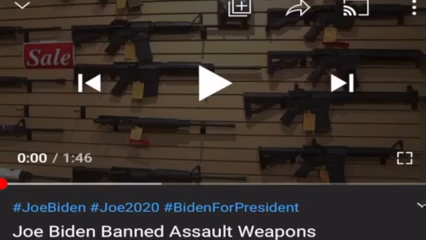 Sale
0:00 / 1:46
#JoeBiden #Joe2020 #BidenForPresident
Joe Biden Banned Assault Weapons